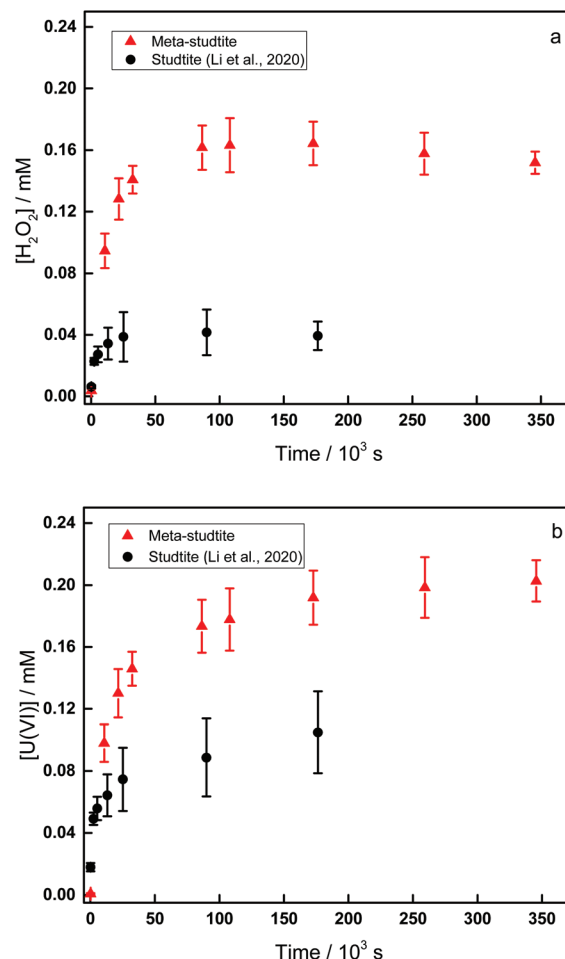 a
Meta-studtite
Studtite (Li et al., 2020)
0.24
0.20
0.16
0.12
0.08
0.04
0.00
[H₂O₂] / mM
0 50 100 150 200 250 300 350
Time / 10³ s
b
Meta-studtite
Studtite (Li et al., 2020)
0.24
0.20
0.16
0.12
0.08
0.04
0.00
[U(VI)] / mM
0 50 100 150 200 250 300 350
Time / 10³ s